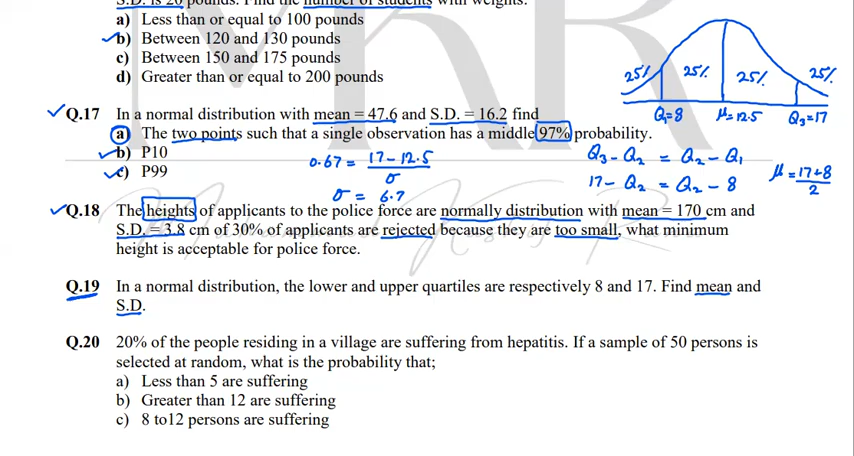 S.D. is 20 pounds. Find the number of students with weights:
a) Less than or equal to 100 pounds
b) Between 120 and 130 pounds
c) Between 150 and 175 pounds
d) Greater than or equal to 200 pounds
25% 25% 25% 25%
Q₁=8 μ=12.5 Q₃=17
Q.17 In a normal distribution with mean = 47.6 and S.D. = 16.2 find
a) The two points such that a single observation has a middle 97% probability.
b) P10
c) P99
0.67 = 17 - 12.5 / σ
σ = 6.7
Q₃ - Q₂ = Q₂ - Q₁
17 - Q₂ = Q₂ - 8
μ = 17+8 / 2
Q.18 The heights of applicants to the police force are normally distribution with mean = 170 cm and
S.D. = 3.8 cm of 30% of applicants are rejected because they are too small, what minimum
height is acceptable for police force.
Q.19 In a normal distribution, the lower and upper quartiles are respectively 8 and 17. Find mean and
S.D.
Q.20 20% of the people residing in a village are suffering from hepatitis. If a sample of 50 persons is
selected at random, what is the probability that;
a) Less than 5 are suffering
b) Greater than 12 are suffering
c) 8 to12 persons are suffering